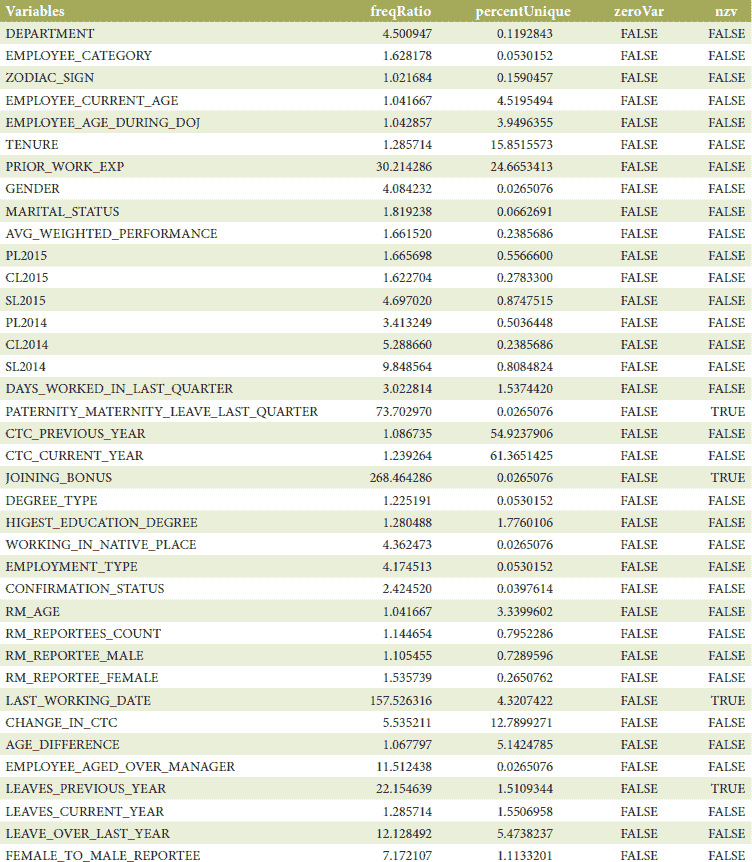 Variables freqRatio percentUnique zeroVar nzv
DEPARTMENT 4.500947 0.1192843 FALSE FALSE
EMPLOYEE_CATEGORY 1.628178 0.0530152 FALSE FALSE
ZODIAC_SIGN 1.021684 0.1590457 FALSE FALSE
EMPLOYEE_CURRENT_AGE 1.041667 4.5195494 FALSE FALSE
EMPLOYEE_AGE_DURING_DOJ 1.042857 3.9496355 FALSE FALSE
TENURE 1.285714 15.8515573 FALSE FALSE
PRIOR_WORK_EXP 30.214286 24.6653413 FALSE FALSE
GENDER 4.084232 0.0265076 FALSE FALSE
MARITAL_STATUS 1.819238 0.0662691 FALSE FALSE
AVG_WEIGHTED_PERFORMANCE 1.661520 0.2385686 FALSE FALSE
PL2015 1.665698 0.5566600 FALSE FALSE
CL2015 1.622704 0.2783300 FALSE FALSE
SL2015 4.697020 0.8747515 FALSE FALSE
PL2014 3.413249 0.5036448 FALSE FALSE
CL2014 5.288660 0.2385686 FALSE FALSE
SL2014 9.848564 0.8084824 FALSE FALSE
DAYS_WORKED_IN_LAST_QUARTER 3.022814 1.5374420 FALSE FALSE
PATERNITY_MATERNITY_LEAVE_LAST_QUARTER 73.702970 0.0265076 FALSE TRUE
CTC_PREVIOUS_YEAR 1.086735 54.9237906 FALSE FALSE
CTC_CURRENT_YEAR 1.239264 61.3651425 FALSE FALSE
JOINING_BONUS 268.464286 0.0265076 FALSE TRUE
DEGREE_TYPE 1.225191 0.0530152 FALSE FALSE
HIGEST_EDUCATION_DEGREE 1.280488 1.7760106 FALSE FALSE
WORKING_IN_NATIVE_PLACE 4.362473 0.0265076 FALSE FALSE
EMPLOYMENT_TYPE 4.174513 0.0530152 FALSE FALSE
CONFIRMATION_STATUS 2.424520 0.0397614 FALSE FALSE
RM_AGE 1.041667 3.3399602 FALSE FALSE
RM_REPORTEES_COUNT 1.144654 0.7952286 FALSE FALSE
RM_REPORTEE_MALE 1.105455 0.7289596 FALSE FALSE
RM_REPORTEE_FEMALE 1.535739 0.2650762 FALSE FALSE
LAST_WORKING_DATE 157.526316 4.3207422 FALSE TRUE
CHANGE_IN_CTC 5.535211 12.7899271 FALSE FALSE
AGE_DIFFERENCE 1.067797 5.1424785 FALSE FALSE
EMPLOYEE_AGED_OVER_MANAGER 11.512438 0.0265076 FALSE FALSE
LEAVES_PREVIOUS_YEAR 22.154639 1.5109344 FALSE TRUE
LEAVES_CURRENT_YEAR 1.285714 1.5506958 FALSE FALSE
LEAVE_OVER_LAST_YEAR 12.128492 5.4738237 FALSE FALSE
FEMALE_TO_MALE_REPORTEE 7.172107 1.1133201 FALSE FALSE